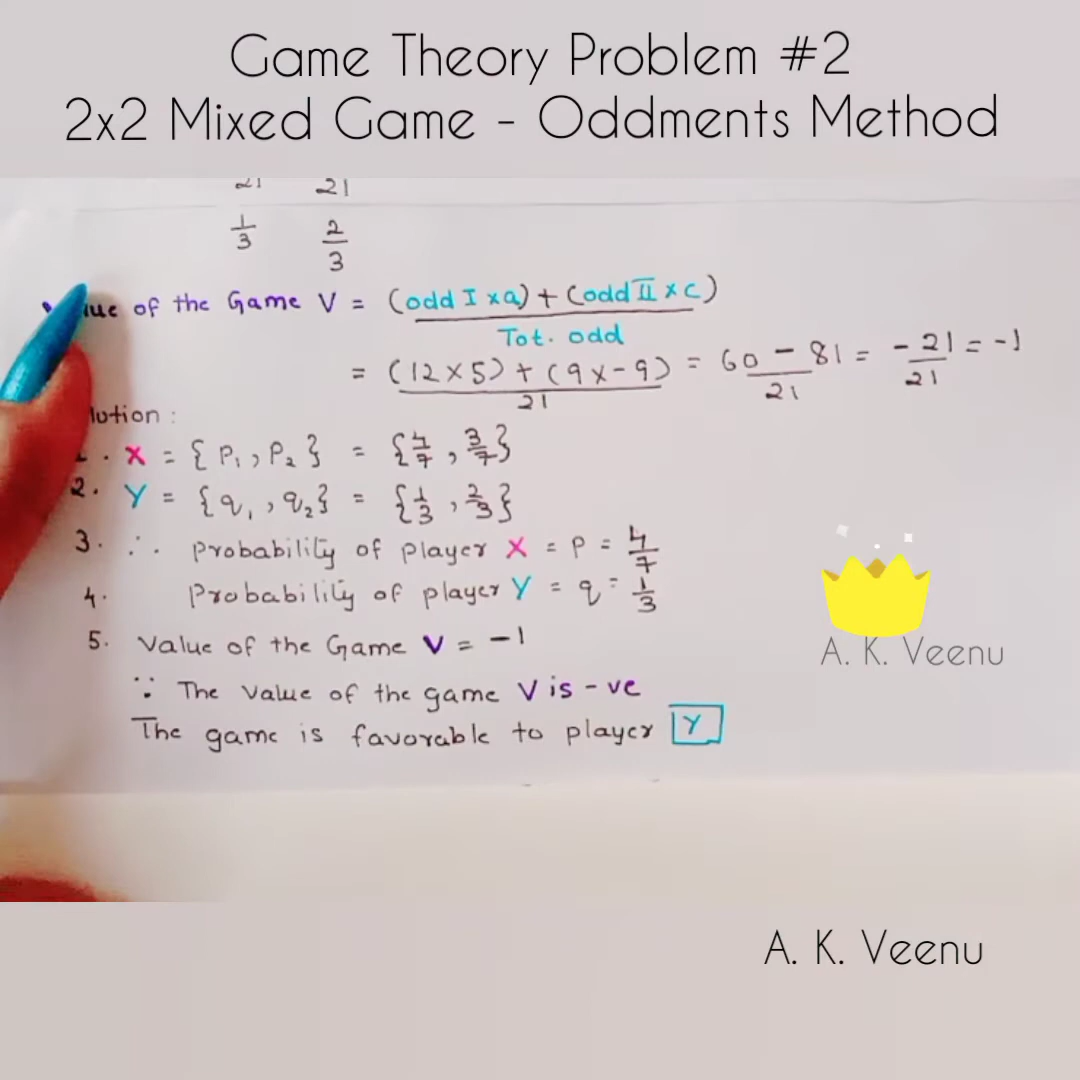 Game Theory Problem #2
2x2 Mixed Game - Oddments Method
21 21
1/3 2/3
of the Game V = (odd I x a) + (odd II x c)
Tot. odd
= (12 x 5) + (9 x -9) / 21 = 60 - 81 / 21 = -21 / 21 = -1
lution :
. X = { P₁ , P₂ } = { 4/7 , 3/7 }
2. Y = { q₁ , q₂ } = { 1/3 , 2/3 }
3. ∴ Probability of player X = P = 4/7
4. Probability of player Y = q = 1/3
5. Value of the Game V = -1
∵ The value of the game V is -ve
The game is favorable to player Y
A. K. Veenu
A. K. Veenu